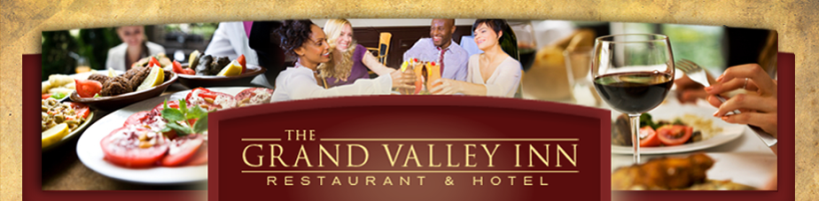 THE
GRAND VALLEY INN
RESTAURANT & HOTEL